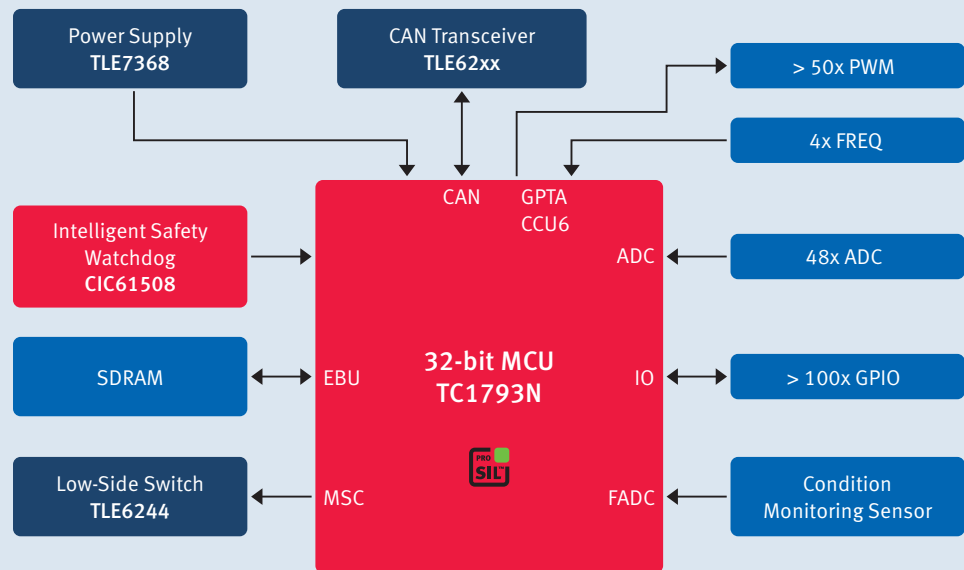 Power Supply
TLE7368
CAN Transceiver
TLE62xx
> 50x PWM
4x FREQ
Intelligent Safety
Watchdog
CIC61508
CAN
GPTA
CCU6
ADC
48x ADC
SDRAM
EBU
32-bit MCU
TC1793N
IO
> 100x GPIO
PRO
SIL™
Low-Side Switch
TLE6244
MSC
FADC
Condition
Monitoring Sensor